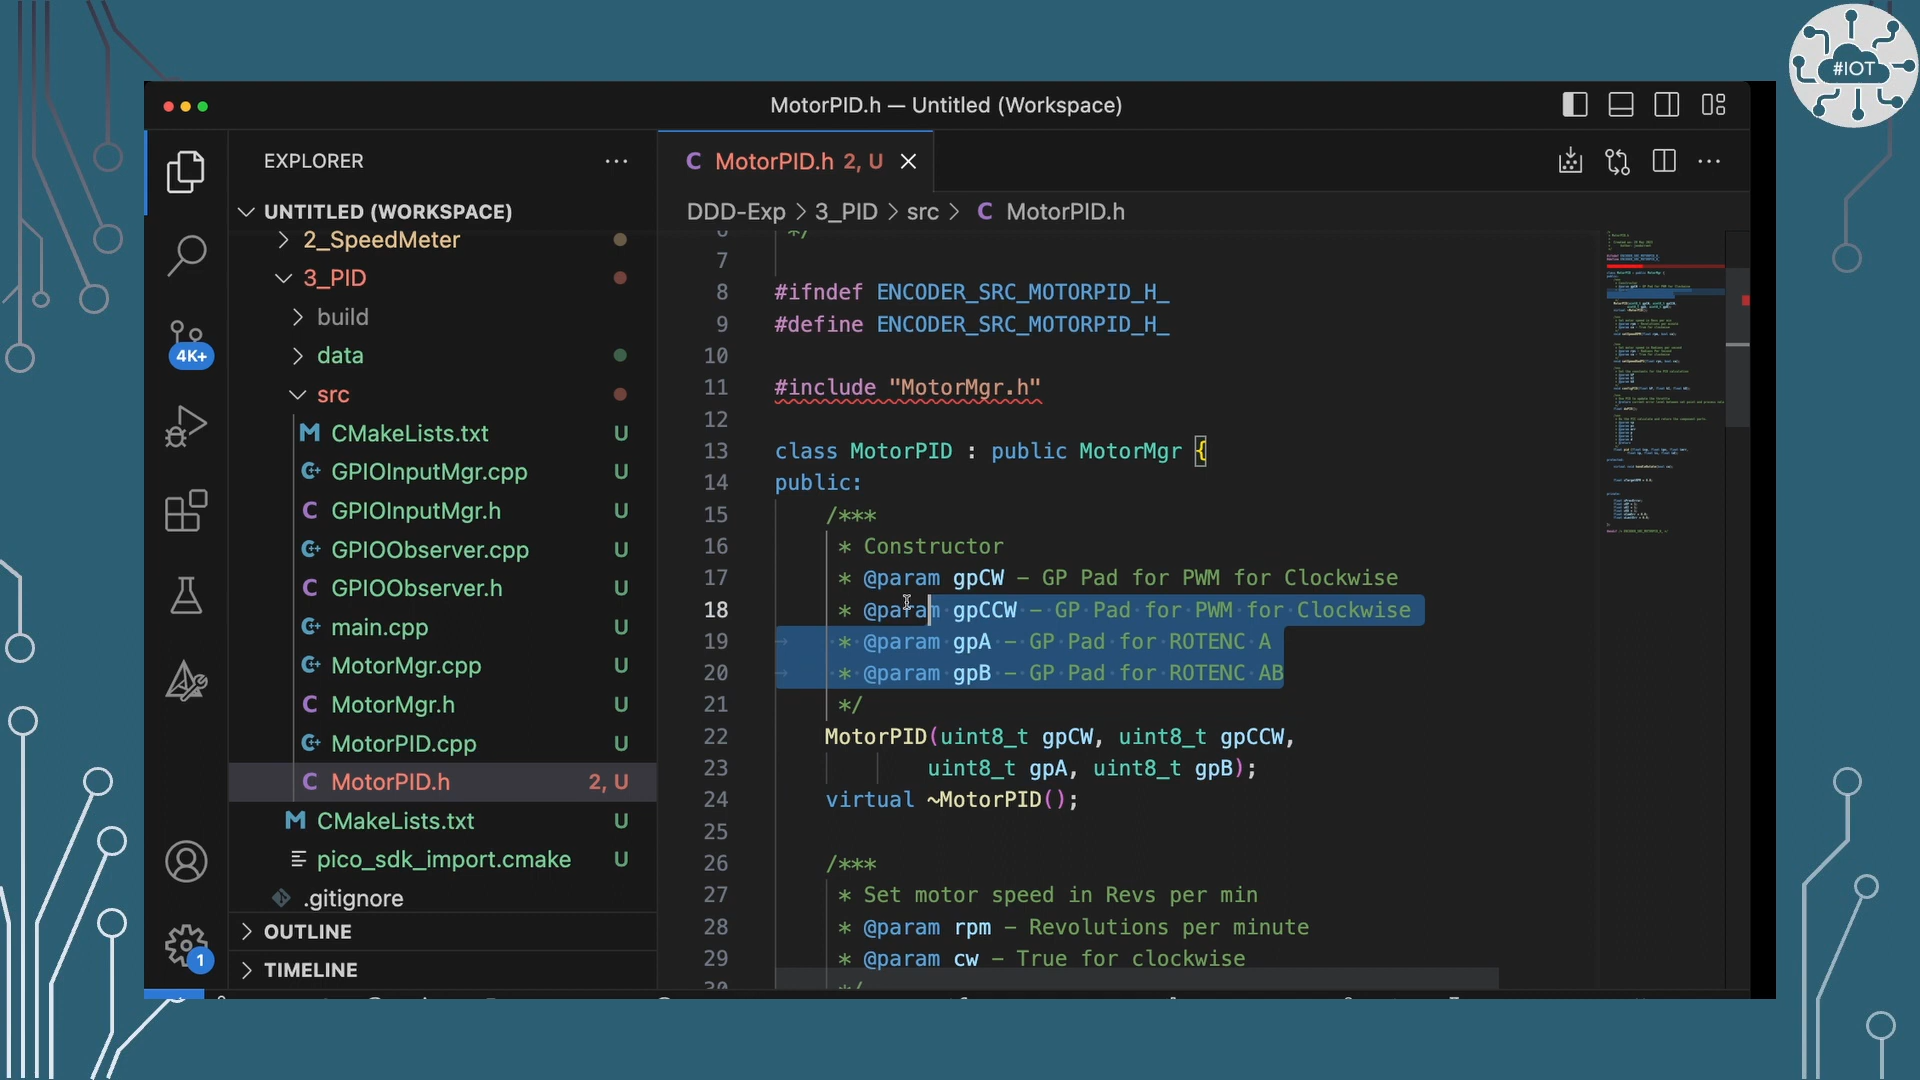 #IOT
MotorPID.h — Untitled (Workspace)
EXPLORER
UNTITLED (WORKSPACE)
2_SpeedMeter
3_PID
build
data
src
CMakeLists.txt U
GPIOInputMgr.cpp U
GPIOInputMgr.h U
GPIOObserver.cpp U
GPIOObserver.h U
main.cpp U
MotorMgr.cpp U
MotorMgr.h U
MotorPID.cpp U
MotorPID.h 2, U
CMakeLists.txt U
pico_sdk_import.cmake U
.gitignore
OUTLINE
TIMELINE
4K+
1
MotorPID.h 2, U
DDD-Exp > 3_PID > src > C MotorPID.h
6 */
7
8 #ifndef ENCODER_SRC_MOTORPID_H_
9 #define ENCODER_SRC_MOTORPID_H_
10
11 #include "MotorMgr.h"
12
13 class MotorPID : public MotorMgr {
14 public:
15 /***
16 * Constructor
17 * @param gpCW - GP Pad for PWM for Clockwise
18 * @param gpCCW - GP Pad for PWM for Clockwise
19 * @param gpA - GP Pad for ROTENC A
20 * @param gpB - GP Pad for ROTENC AB
21 */
22 MotorPID(uint8_t gpCW, uint8_t gpCCW,
23 uint8_t gpA, uint8_t gpB);
24 virtual ~MotorPID();
25
26 /***
27 * Set motor speed in Revs per min
28 * @param rpm - Revolutions per minute
29 * @param cw - True for clockwise
30 */